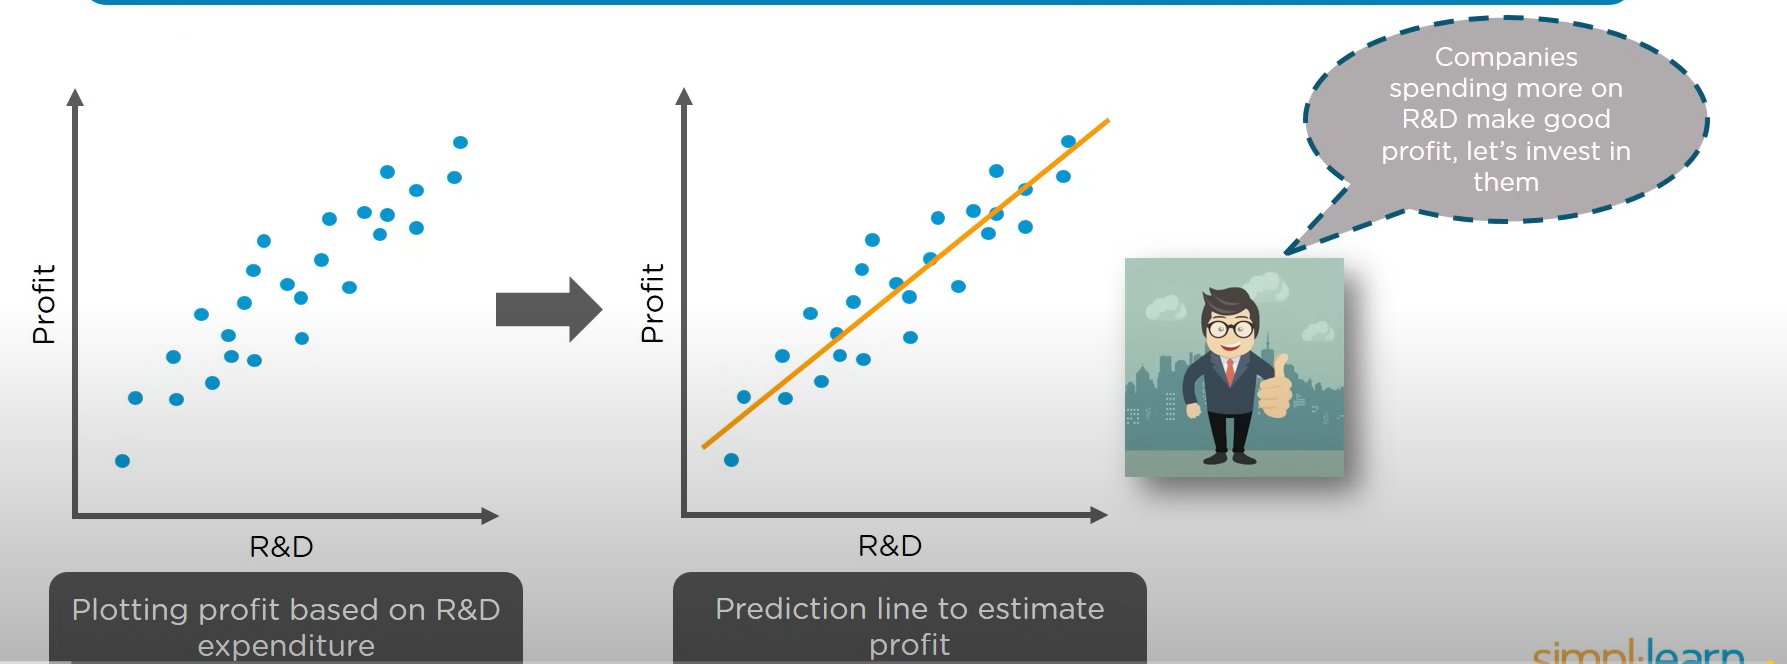 Companies
spending more on
R&D make good
profit, let's invest in
them
Profit
R&D
Profit
R&D
Plotting profit based on R&D
expenditure
Prediction line to estimate
profit
simplilearn